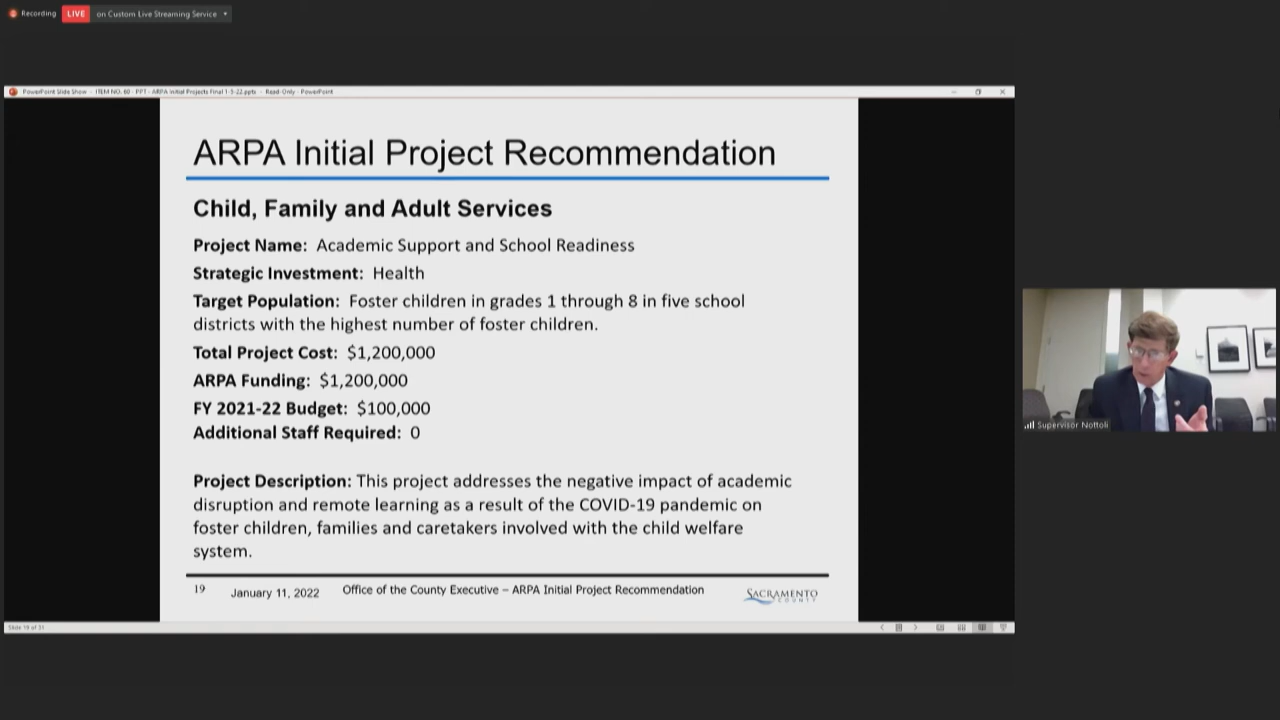 Recording
LIVE
on Custom Live Streaming Service
PowerPoint Slide Show - ITEM NO. 60 - PPT - ARPA Initial Projects Final 1-5-22.pptx - Read-Only - PowerPoint
ARPA Initial Project Recommendation
Child, Family and Adult Services
Project Name: Academic Support and School Readiness
Strategic Investment: Health
Target Population: Foster children in grades 1 through 8 in five school
districts with the highest number of foster children.
Total Project Cost: $1,200,000
ARPA Funding: $1,200,000
FY 2021-22 Budget: $100,000
Additional Staff Required: 0
Project Description: This project addresses the negative impact of academic
disruption and remote learning as a result of the COVID-19 pandemic on
foster children, families and caretakers involved with the child welfare
system.
19
January 11, 2022
Office of the County Executive – ARPA Initial Project Recommendation
SACRAMENTO
COUNTY
Slide 19 of 31
Supervisor Nottoli